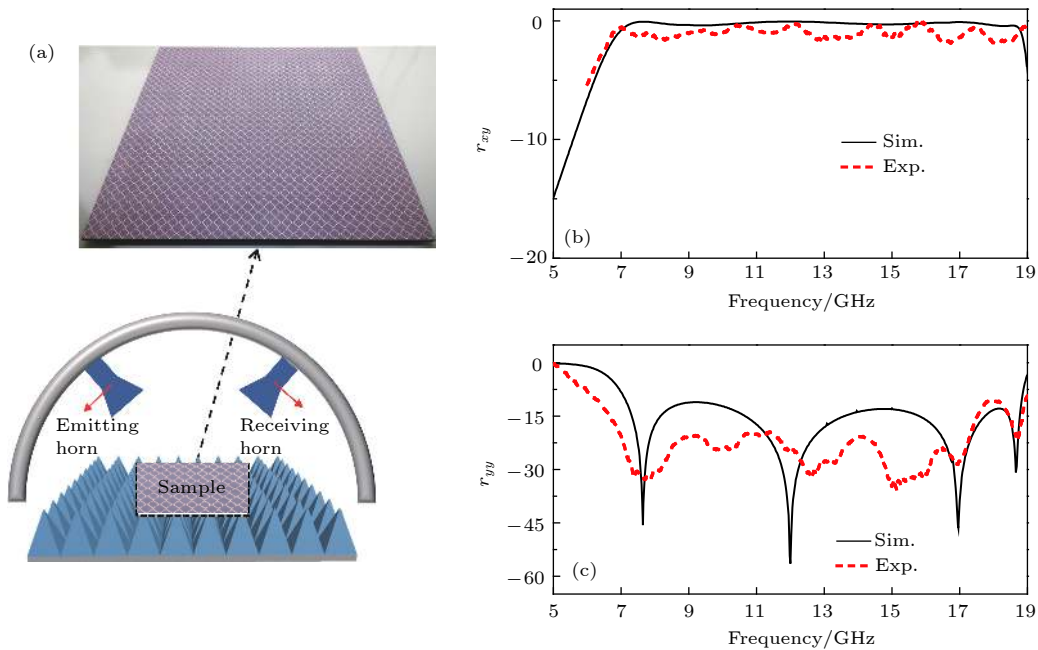 (a)
Emitting
horn
Receiving
horn
Sample
0
−10
−20
r_xy
Sim.
Exp.
(b)
5 7 9 11 13 15 17 19
Frequency/GHz
0
−15
−30
−45
−60
r_yy
Sim.
Exp.
(c)
5 7 9 11 13 15 17 19
Frequency/GHz